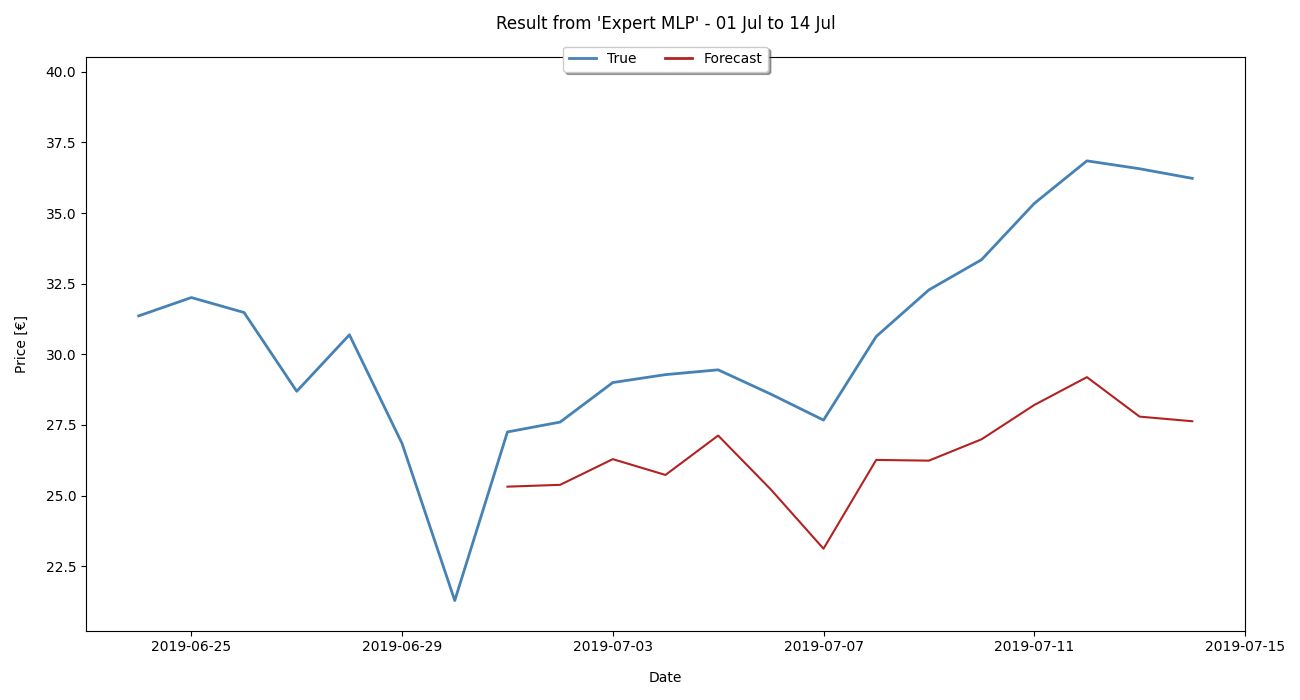 Result from 'Expert MLP' - 01 Jul to 14 Jul
True Forecast
40.0
37.5
35.0
32.5
30.0
27.5
25.0
22.5
Price [€]
2019-06-25 2019-06-29 2019-07-03 2019-07-07 2019-07-11 2019-07-15
Date